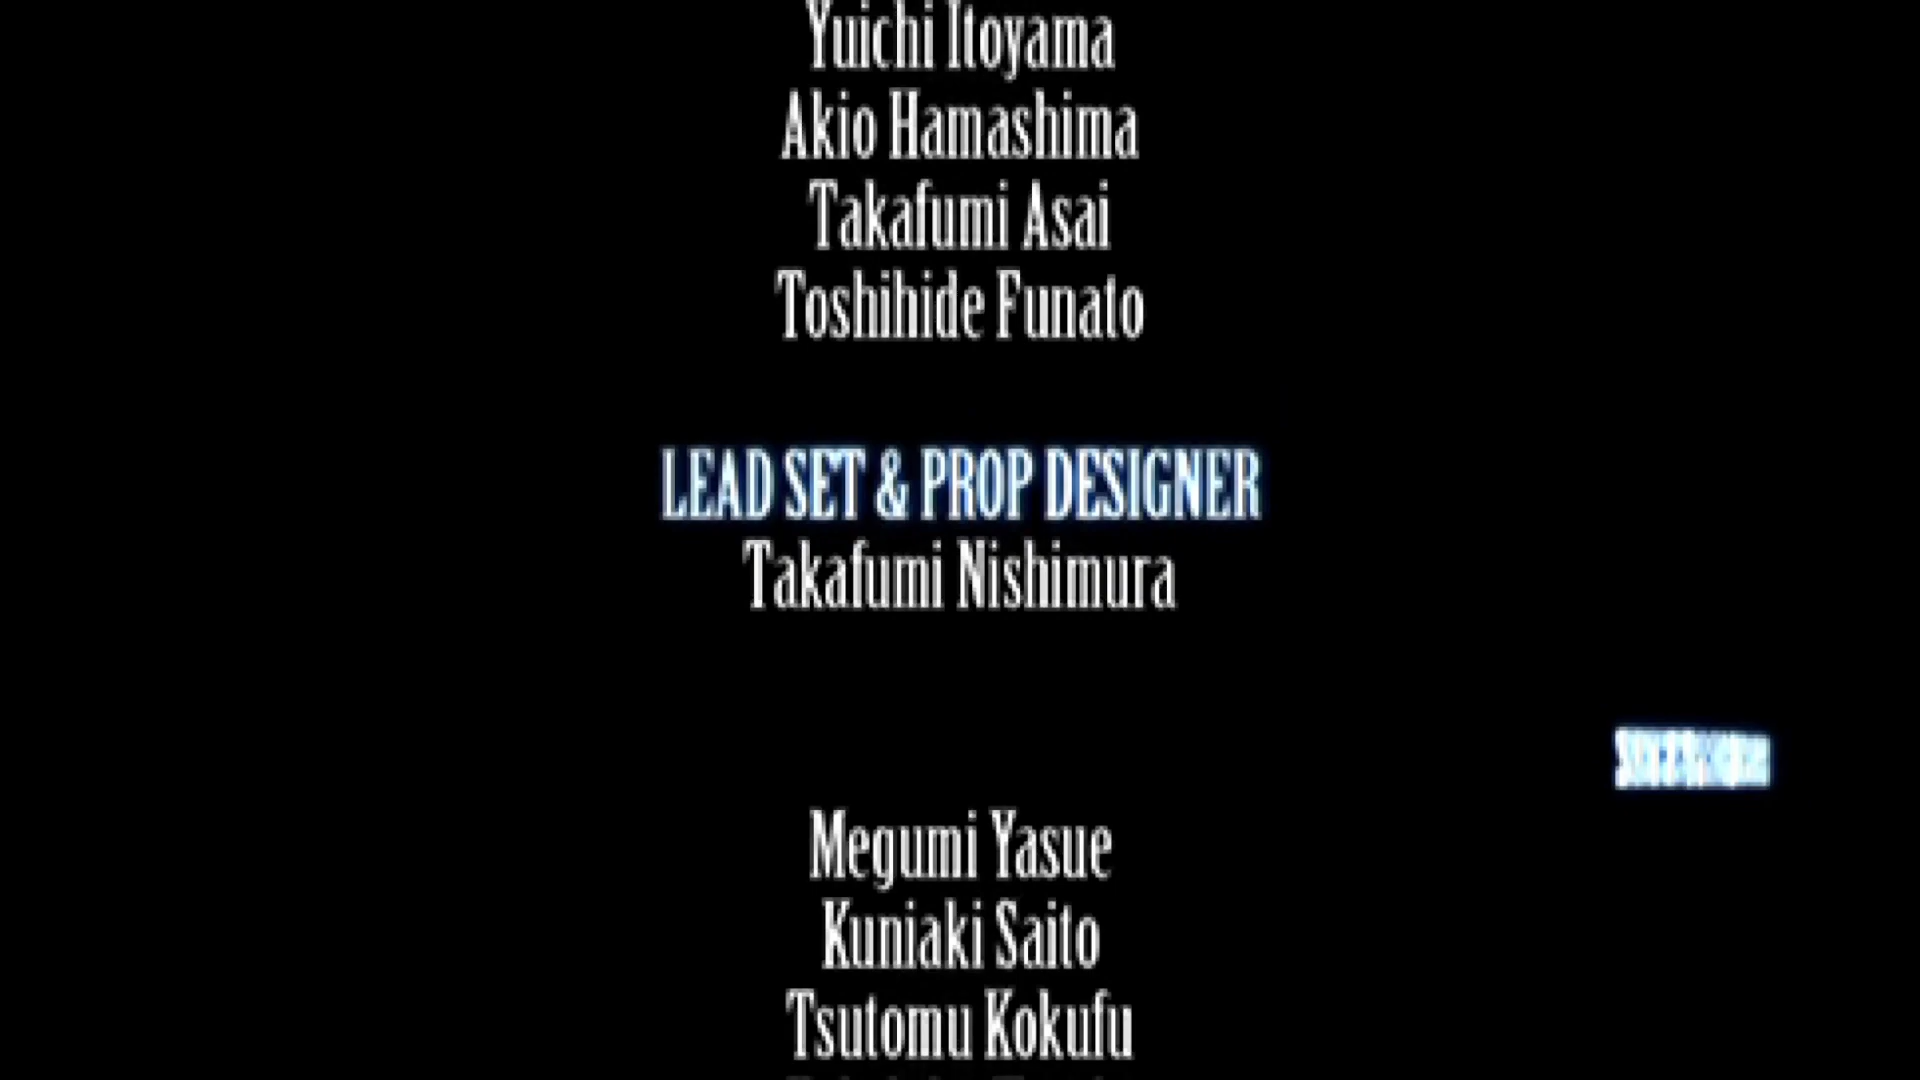 Yuichi Itoyama
Akio Hamashima
Takafumi Asai
Toshihide Funato
LEAD SET & PROP DESIGNER
Takafumi Nishimura
Megumi Yasue
Kuniaki Saito
Tsutomu Kokufu